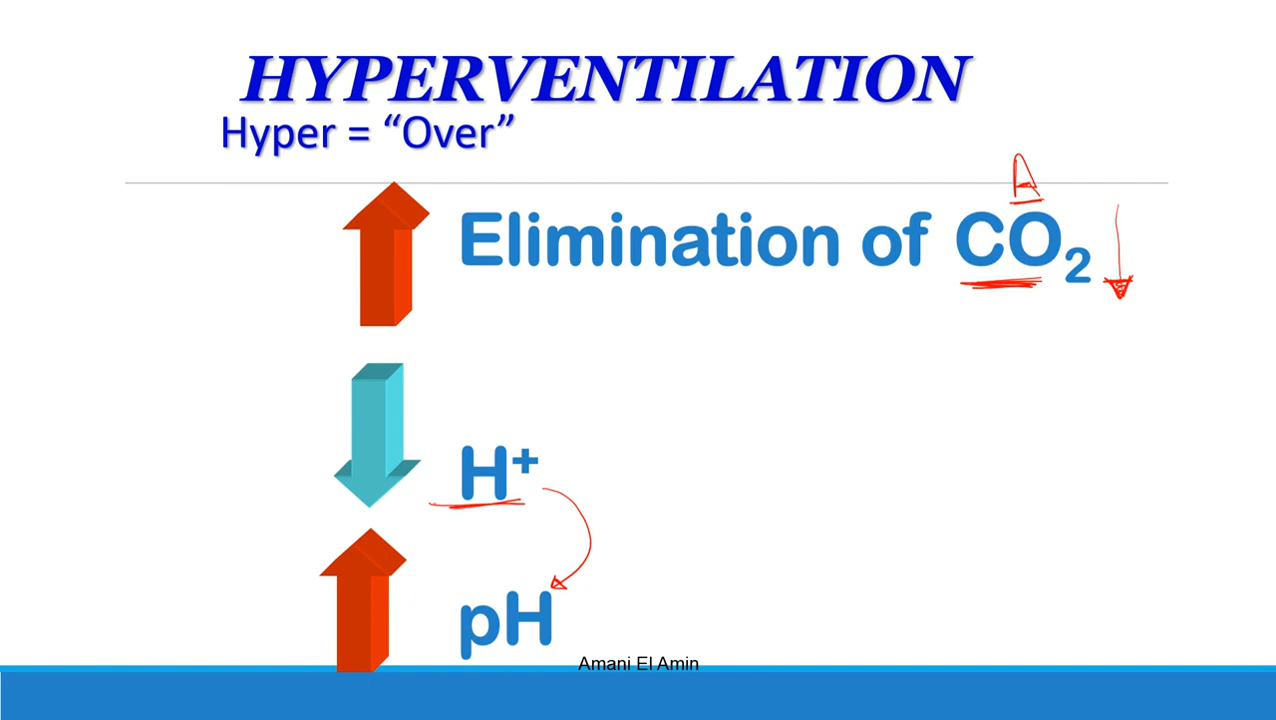 HYPERVENTILATION
Hyper = “Over”
A
Elimination of CO₂
H⁺
pH
Amani El Amin